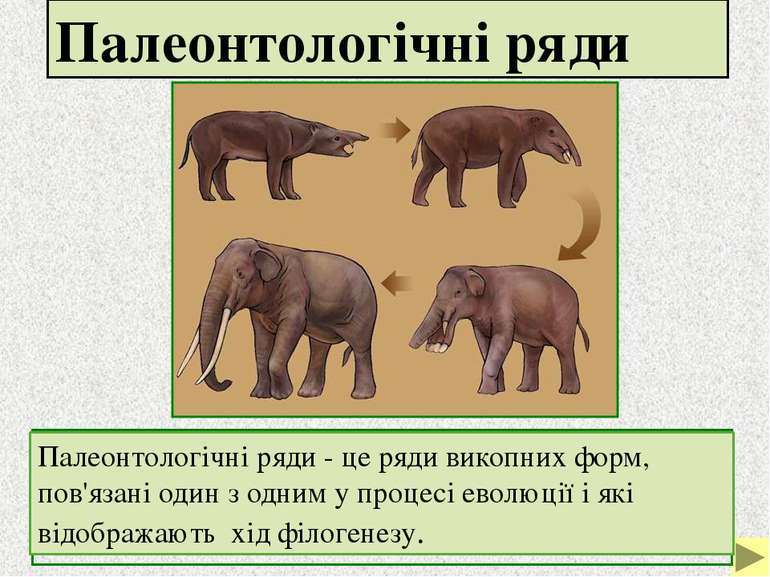 Палеонтологічні ряди
Палеонтологічні ряди - це ряди викопних форм,
пов'язані один з одним у процесі еволюції і які
відображають хід філогенезу.